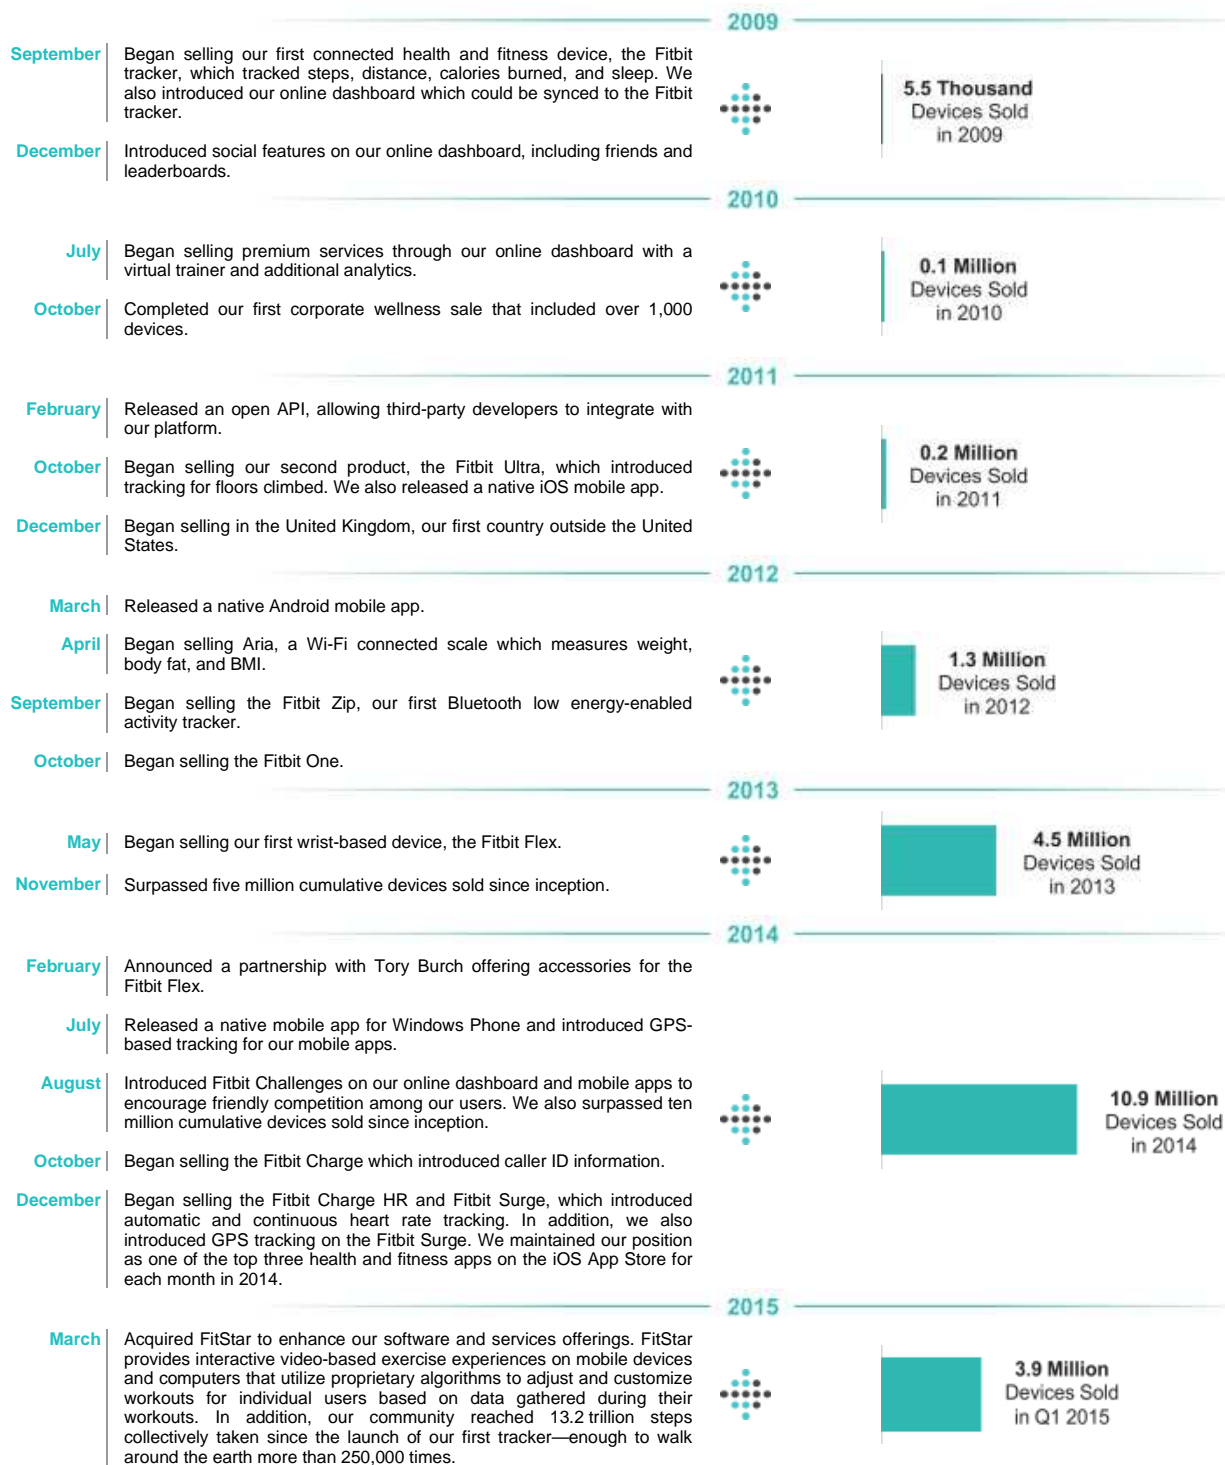 2009
September
Began selling our first connected health and fitness device, the Fitbit
tracker, which tracked steps, distance, calories burned, and sleep. We
also introduced our online dashboard which could be synced to the Fitbit
tracker.
December
Introduced social features on our online dashboard, including friends and
leaderboards.
5.5 Thousand
Devices Sold
in 2009
2010
July
Began selling premium services through our online dashboard with a
virtual trainer and additional analytics.
October
Completed our first corporate wellness sale that included over 1,000
devices.
0.1 Million
Devices Sold
in 2010
2011
February
Released an open API, allowing third-party developers to integrate with
our platform.
October
Began selling our second product, the Fitbit Ultra, which introduced
tracking for floors climbed. We also released a native iOS mobile app.
December
Began selling in the United Kingdom, our first country outside the United
States.
0.2 Million
Devices Sold
in 2011
2012
March
Released a native Android mobile app.
April
Began selling Aria, a Wi-Fi connected scale which measures weight,
body fat, and BMI.
September
Began selling the Fitbit Zip, our first Bluetooth low energy-enabled
activity tracker.
October
Began selling the Fitbit One.
1.3 Million
Devices Sold
in 2012
2013
May
Began selling our first wrist-based device, the Fitbit Flex.
November
Surpassed five million cumulative devices sold since inception.
4.5 Million
Devices Sold
in 2013
2014
February
Announced a partnership with Tory Burch offering accessories for the
Fitbit Flex.
July
Released a native mobile app for Windows Phone and introduced GPS-
based tracking for our mobile apps.
August
Introduced Fitbit Challenges on our online dashboard and mobile apps to
encourage friendly competition among our users. We also surpassed ten
million cumulative devices sold since inception.
October
Began selling the Fitbit Charge which introduced caller ID information.
December
Began selling the Fitbit Charge HR and Fitbit Surge, which introduced
automatic and continuous heart rate tracking. In addition, we also
introduced GPS tracking on the Fitbit Surge. We maintained our position
as one of the top three health and fitness apps on the iOS App Store for
each month in 2014.
10.9 Million
Devices Sold
in 2014
2015
March
Acquired FitStar to enhance our software and services offerings. FitStar
provides interactive video-based exercise experiences on mobile devices
and computers that utilize proprietary algorithms to adjust and customize
workouts for individual users based on data gathered during their
workouts. In addition, our community reached 13.2 trillion steps
collectively taken since the launch of our first tracker—enough to walk
around the earth more than 250,000 times.
3.9 Million
Devices Sold
in Q1 2015